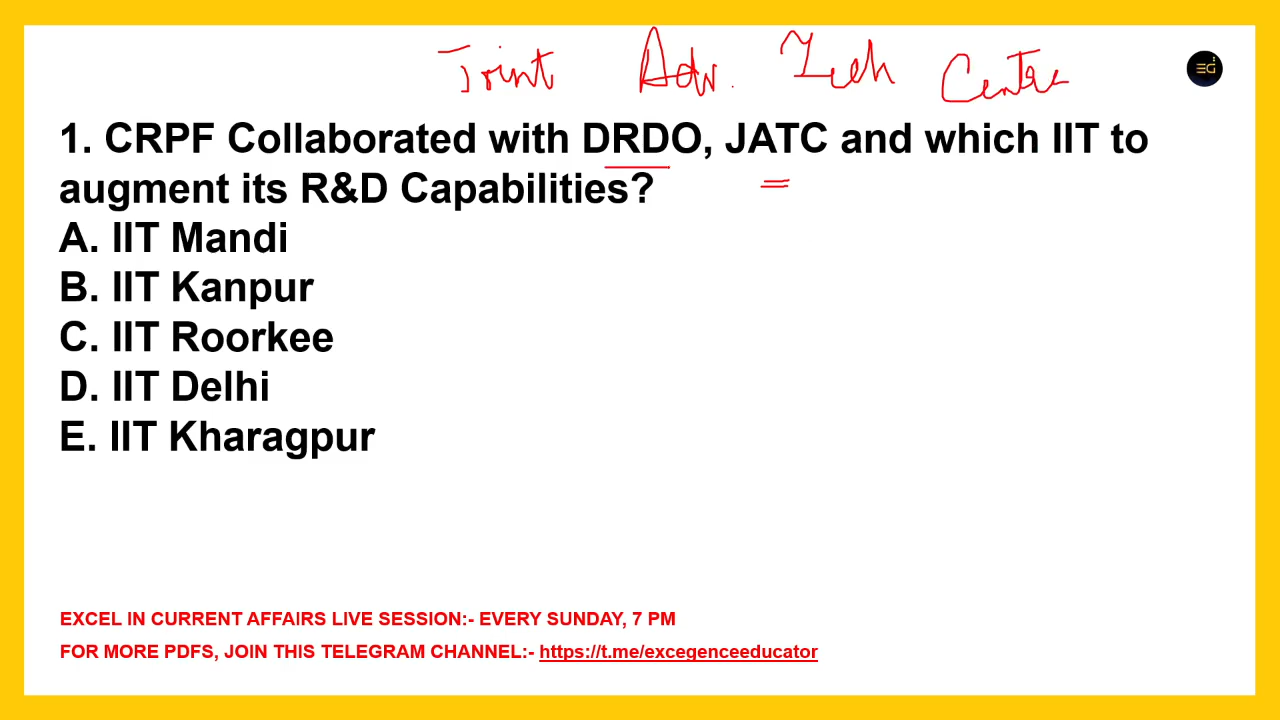 Joint Adv. Tech Centre
EG
1. CRPF Collaborated with DRDO, JATC and which IIT to
augment its R&D Capabilities?
A. IIT Mandi
B. IIT Kanpur
C. IIT Roorkee
D. IIT Delhi
E. IIT Kharagpur
EXCEL IN CURRENT AFFAIRS LIVE SESSION:- EVERY SUNDAY, 7 PM
FOR MORE PDFS, JOIN THIS TELEGRAM CHANNEL:- https://t.me/excegenceeducator